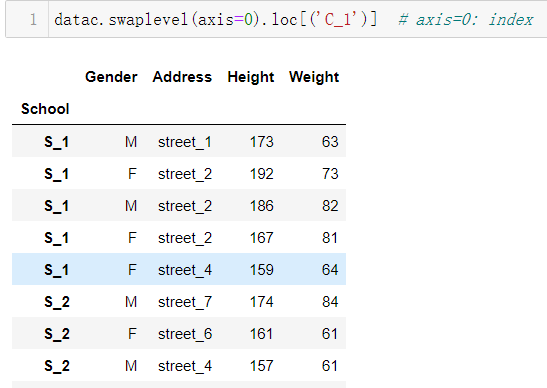 1 datac.swaplevel(axis=0).loc[('C_1')] # axis=0: index
Gender Address Height Weight
School
S_1 M street_1 173 63
S_1 F street_2 192 73
S_1 M street_2 186 82
S_1 F street_2 167 81
S_1 F street_4 159 64
S_2 M street_7 174 84
S_2 F street_6 161 61
S_2 M street_4 157 61